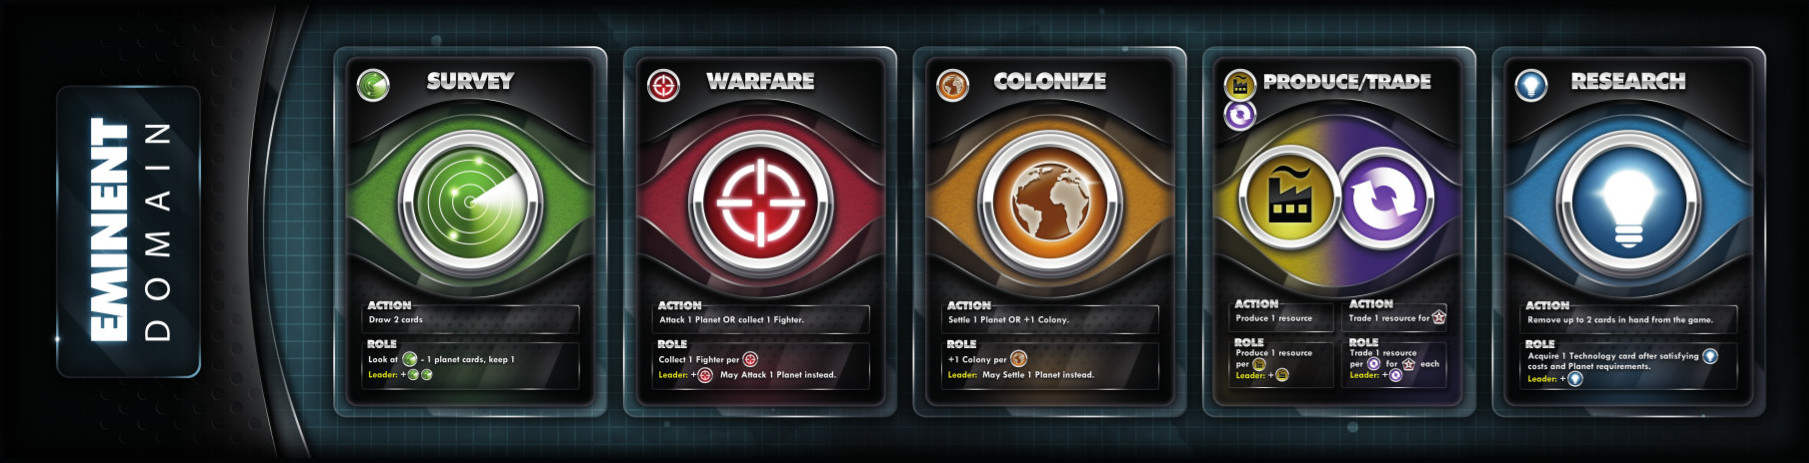 EMINENT
DOMAIN
SURVEY
ACTION
Draw 2 cards
ROLE
Look at - 1 planet cards, keep 1
Leader: +
WARFARE
ACTION
Attack 1 Planet OR collect 1 Fighter.
ROLE
Collect 1 Fighter per
Leader: + May Attack 1 Planet instead.
COLONIZE
ACTION
Settle 1 Planet OR +1 Colony.
ROLE
+1 Colony per
Leader: May Settle 1 Planet instead.
PRODUCE/TRADE
ACTION
Produce 1 resource
ROLE
Produce 1 resource
per
Leader: +
ACTION
Trade 1 resource for
ROLE
Trade 1 resource
per for each
Leader: +
RESEARCH
ACTION
Remove up to 2 cards in hand from the game.
ROLE
Acquire 1 Technology card after satisfying
costs and Planet requirements.
Leader: +